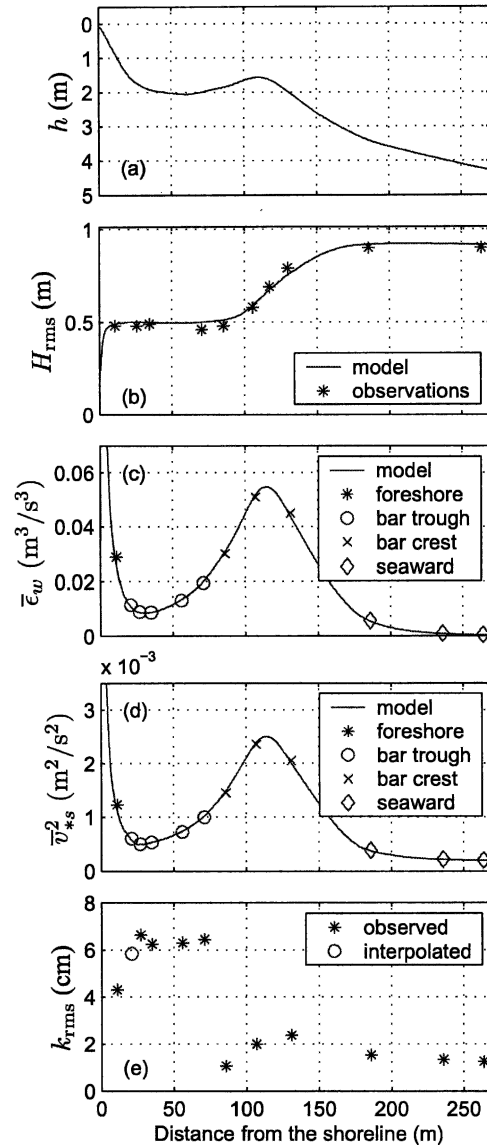 0
1
2
3
4
5
h (m)
(a)
1
0.5
0
H_rms (m)
(b)
model
observations
0.06
0.04
0.02
0
ε̅_w (m³/s³)
(c)
model
foreshore
bar trough
bar crest
seaward
x 10⁻³
3
2
1
0
v̅²_*s (m²/s²)
(d)
model
foreshore
bar trough
bar crest
seaward
8
6
4
2
0
k_rms (cm)
(e)
observed
interpolated
0 50 100 150 200 250
Distance from the shoreline (m)